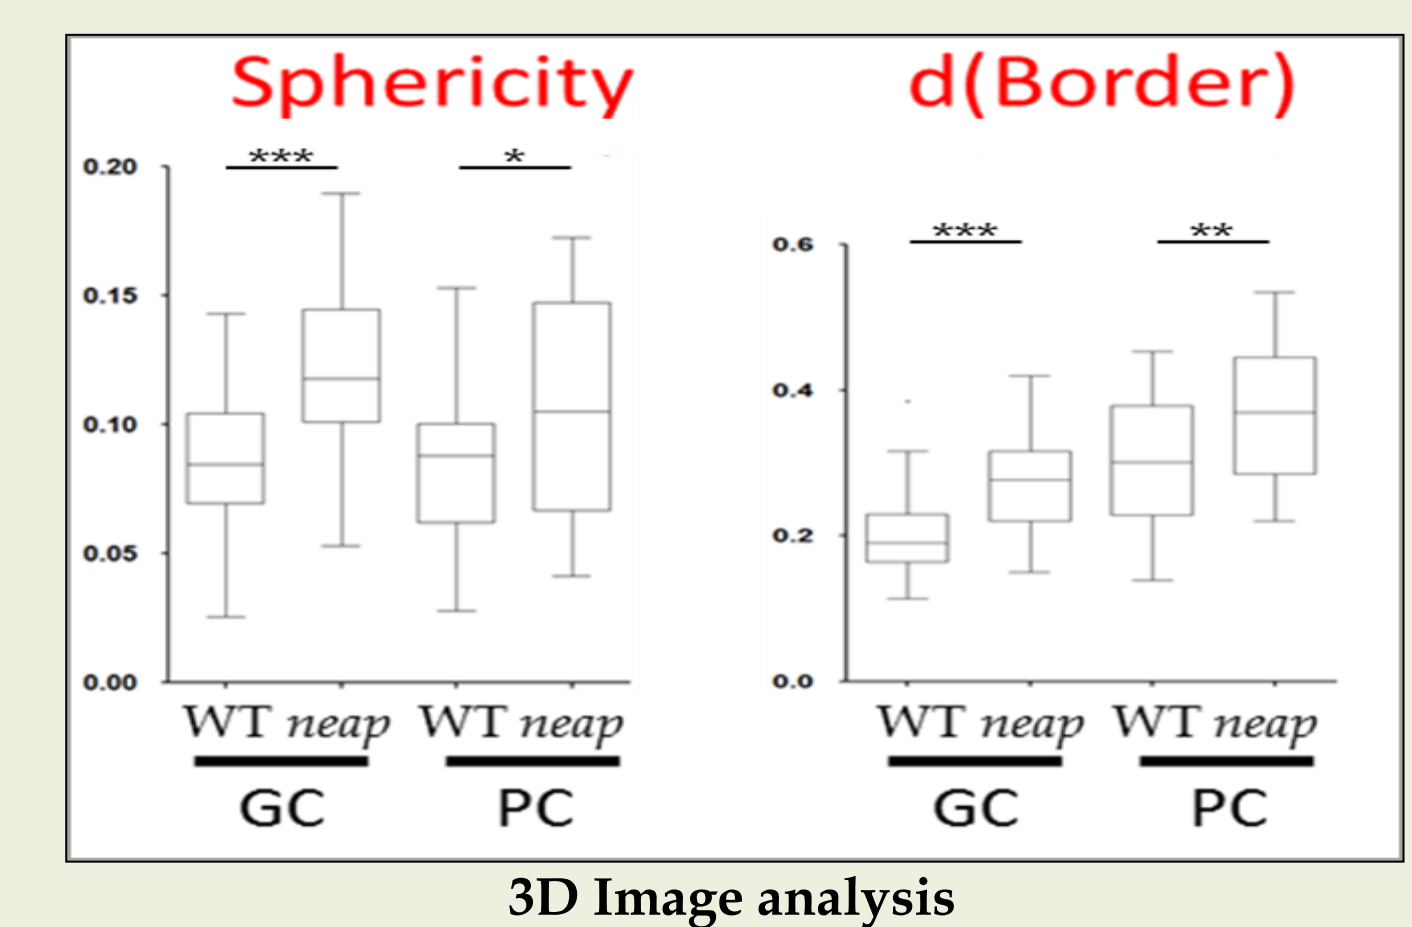 Sphericity
d(Border)
***
*
0.20
0.15
0.10
0.05
0.00
WT neap WT neap
GC PC
***
**
0.6
0.4
0.2
0.0
WT neap WT neap
GC PC
3D Image analysis